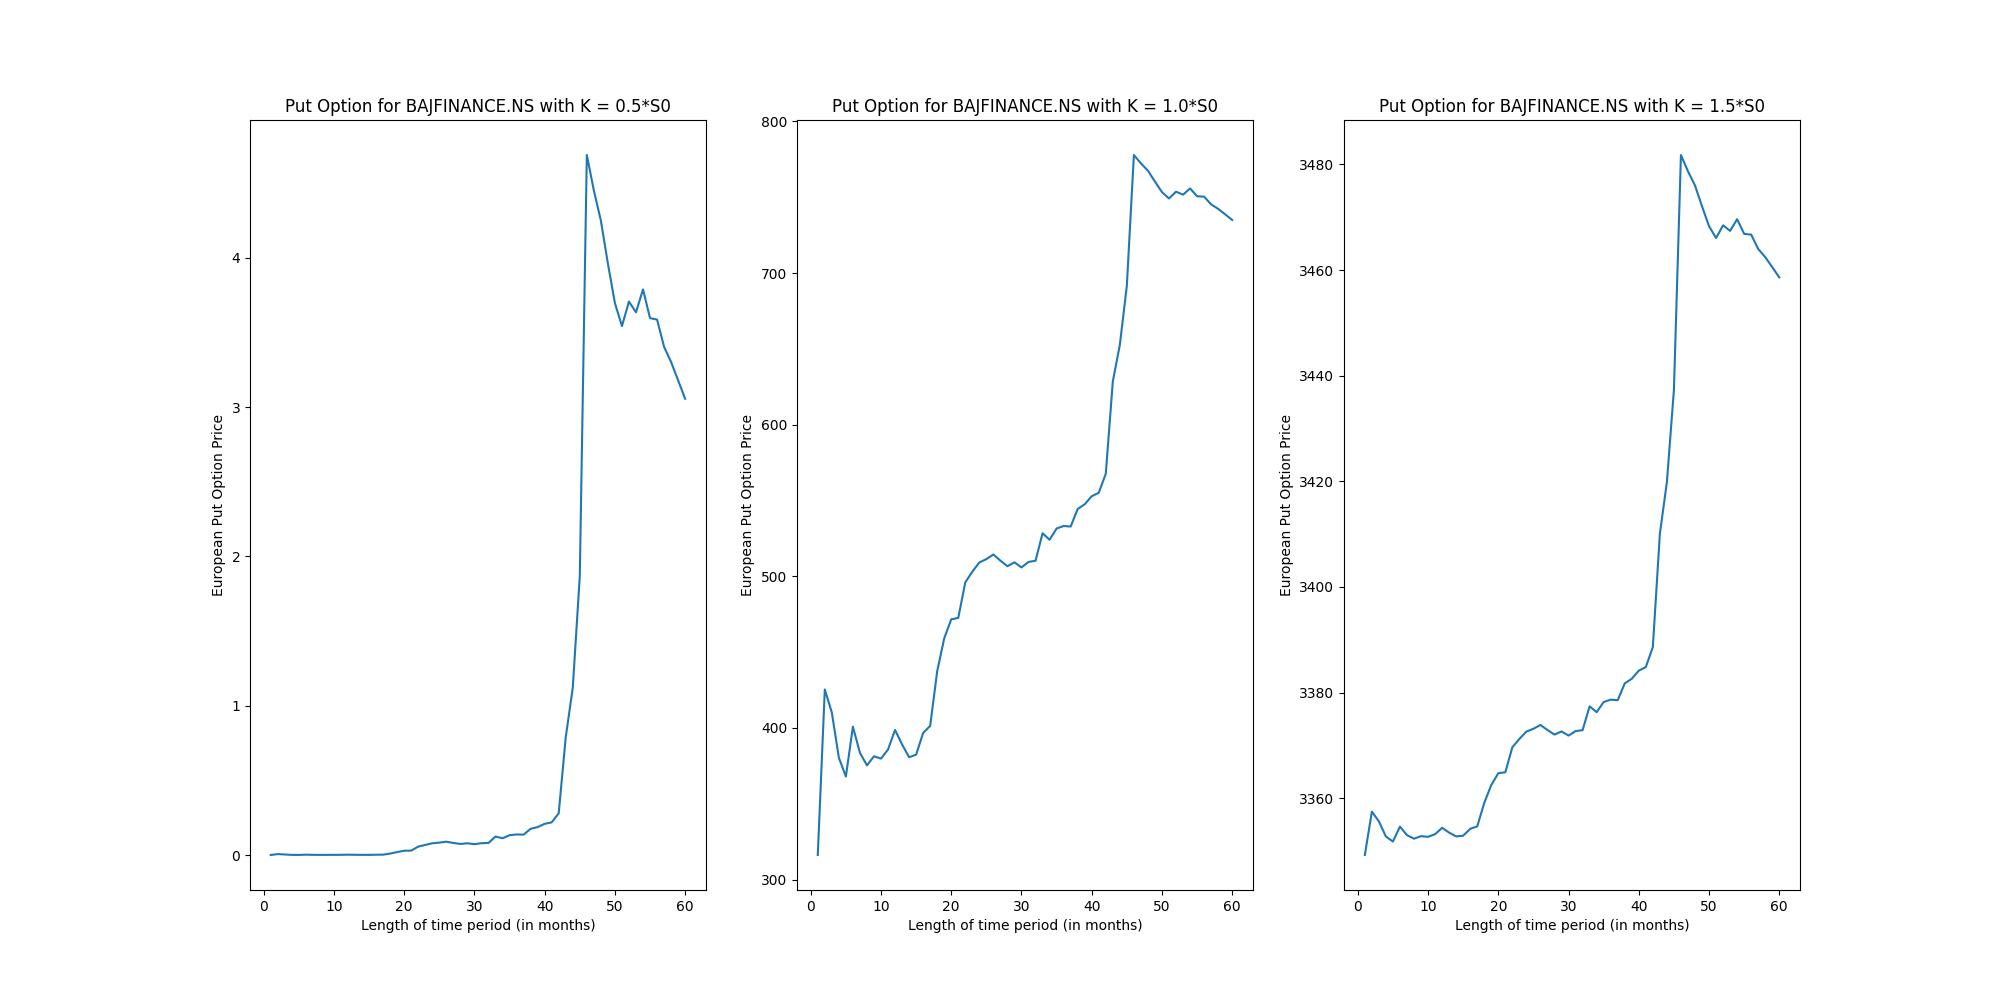 Put Option for BAJFINANCE.NS with K = 0.5*S0
European Put Option Price
4
3
2
1
0
0 10 20 30 40 50 60
Length of time period (in months)
Put Option for BAJFINANCE.NS with K = 1.0*S0
European Put Option Price
800
700
600
500
400
300
0 10 20 30 40 50 60
Length of time period (in months)
Put Option for BAJFINANCE.NS with K = 1.5*S0
European Put Option Price
3480
3460
3440
3420
3400
3380
3360
0 10 20 30 40 50 60
Length of time period (in months)